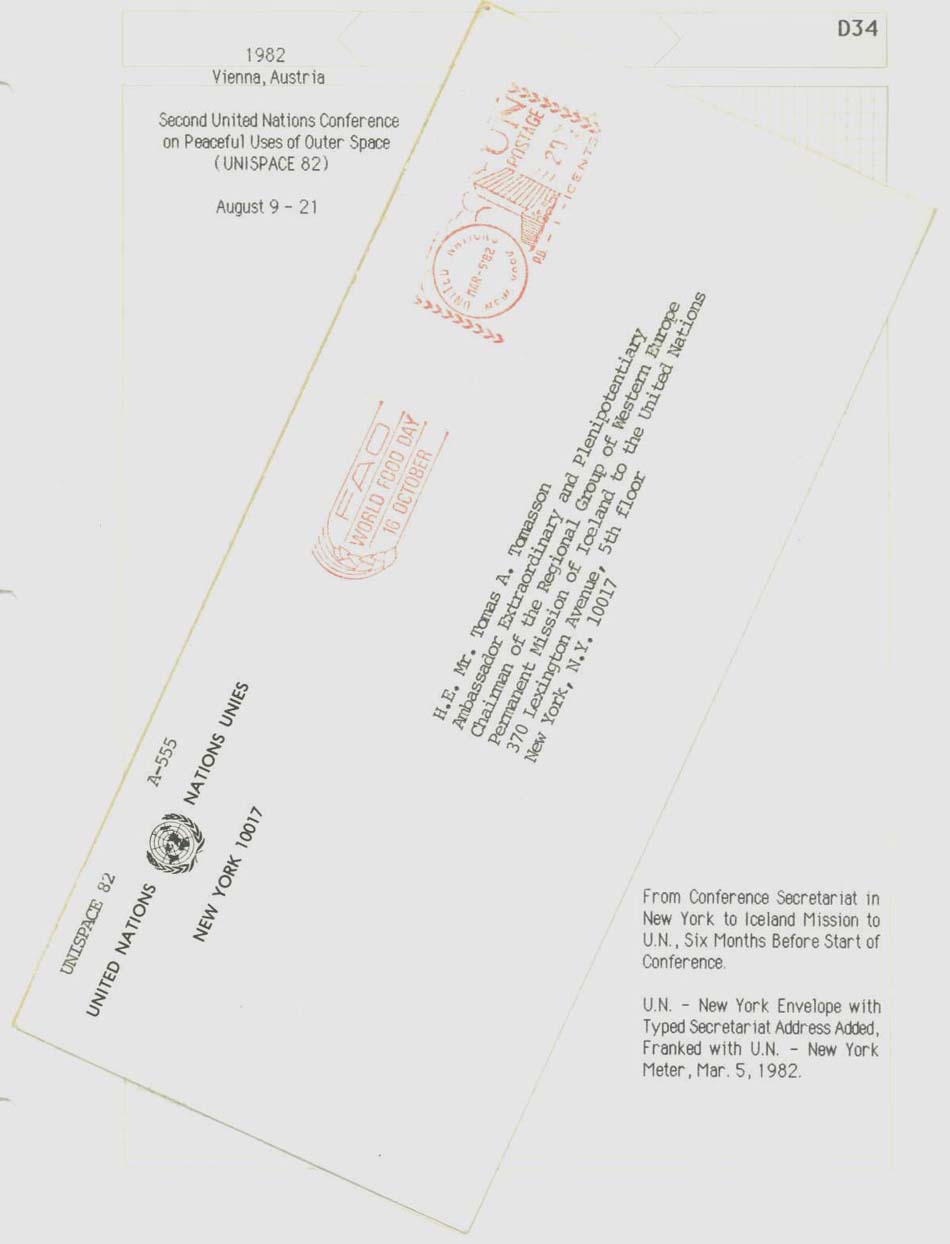 D34
1982
Vienna, Austria
Second United Nations Conference
on Peaceful Uses of Outer Space
(UNISPACE 82)
August 9 - 21
U N
POSTAGE
CENTS
P.B.
UNITED NATIONS
MAR-5'82
FAO
WORLD FOOD DAY
16 OCTOBER
H.E. Mr. Tomas A. Tomasson
Ambassador Extraordinary and Plenipotentiary
Chairman of the Regional Group of Western Europe
Permanent Mission of Iceland to the United Nations
370 Lexington Avenue, 5th floor
New York, N.Y. 10017
UNISPACE 82
A-555
UNITED NATIONS NATIONS UNIES
NEW YORK 10017
From Conference Secretariat in
New York to Iceland Mission to
U.N., Six Months Before Start of
Conference.
U.N. - New York Envelope with
Typed Secretariat Address Added,
Franked with U.N. - New York
Meter, Mar. 5, 1982.